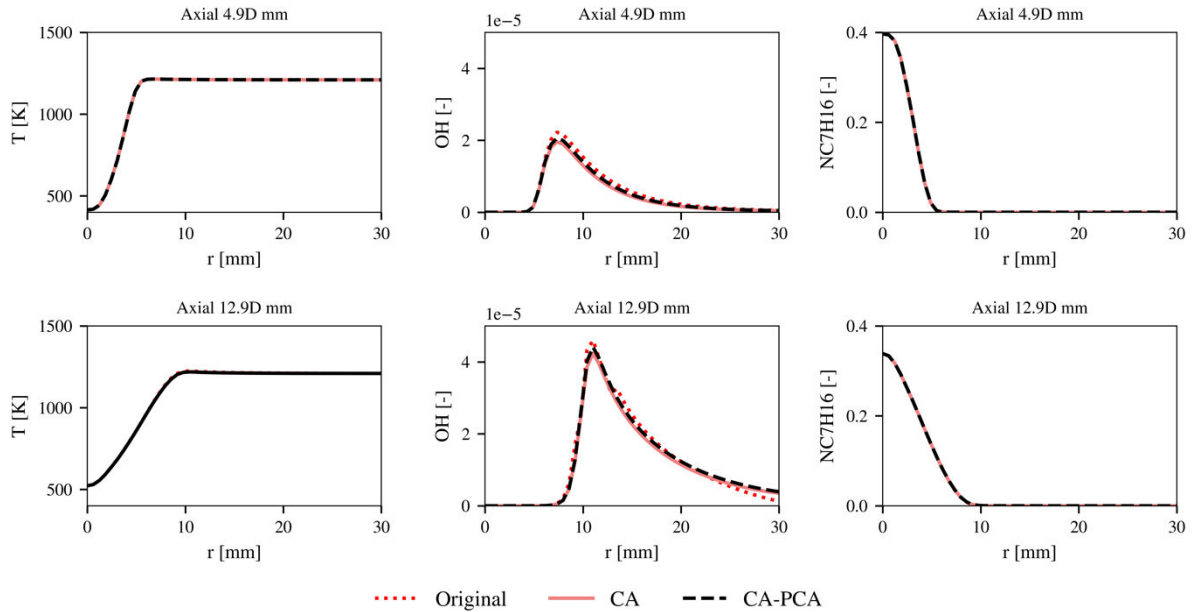 Axial 4.9D mm
1500
1000
500
T [K]
0 10 20 30
r [mm]
Axial 4.9D mm
1e−5
4
2
0
OH [-]
0 10 20 30
r [mm]
Axial 4.9D mm
0.4
0.2
0.0
NC7H16 [-]
0 10 20 30
r [mm]
Axial 12.9D mm
1500
1000
500
T [K]
0 10 20 30
r [mm]
Axial 12.9D mm
1e−5
4
2
0
OH [-]
0 10 20 30
r [mm]
Axial 12.9D mm
0.4
0.2
0.0
NC7H16 [-]
0 10 20 30
r [mm]
Original CA CA-PCA